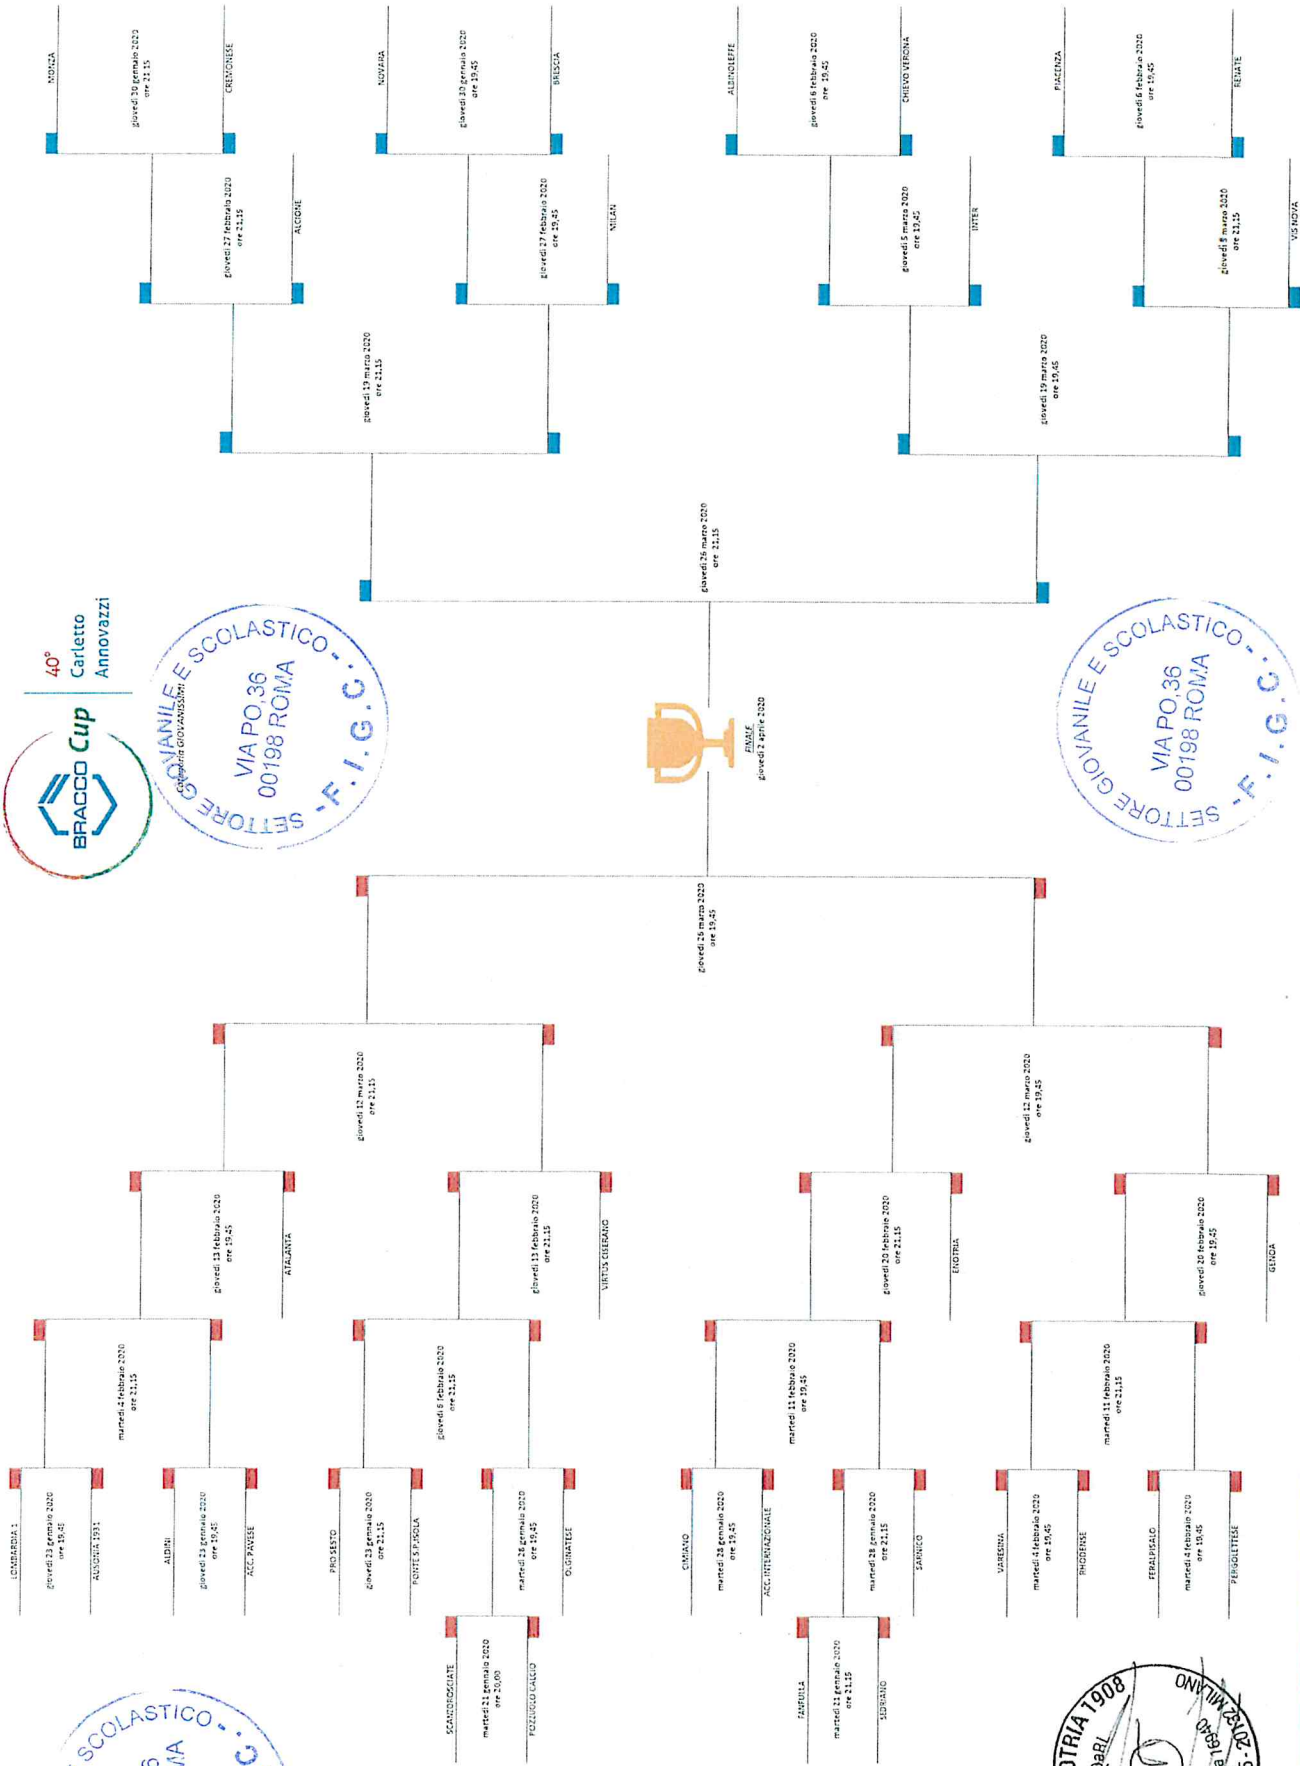 BRACCO Cup
40°
Carletto
Annovazzi
Categoria GIOVANISSIMI
SETTORE GIOVANILE E SCOLASTICO
VIA PO,36
00198 ROMA
- F.I.G.C.
LOMBARDIA 1
giovedì 23 gennaio 2020
ore 19,45
AUSONIA 1931
ALDINI
giovedì 23 gennaio 2020
ore 19,45
ACC. PAVESE
martedì 4 febbraio 2020
ore 21,15
PRO SESTO
giovedì 23 gennaio 2020
ore 21,15
PONTE S.P.ISOLA
SCANZOROSCIATE
martedì 21 gennaio 2020
ore 20,00
POZZUOLO CALCIO
martedì 28 gennaio 2020
ore 19,45
OLGINATESE
giovedì 6 febbraio 2020
ore 21,15
giovedì 13 febbraio 2020
ore 19,45
ATALANTA
giovedì 13 febbraio 2020
ore 21,15
VIRTUS CISERANO
giovedì 12 marzo 2020
ore 21,15
CIMIANO
martedì 28 gennaio 2020
ore 19,45
ACC. INTERNAZIONALE
FANFULLA
martedì 21 gennaio 2020
ore 21,15
SEDRIANO
martedì 28 gennaio 2020
ore 21,15
SARNICO
martedì 11 febbraio 2020
ore 19,45
VARESINA
martedì 4 febbraio 2020
ore 19,45
RHODENSE
FERALPISALO
martedì 4 febbraio 2020
ore 19,45
PERGOLETTESE
martedì 11 febbraio 2020
ore 21,15
giovedì 20 febbraio 2020
ore 21,15
ENOTRIA
giovedì 20 febbraio 2020
ore 19,45
GENOA
giovedì 12 marzo 2020
ore 19,45
giovedì 26 marzo 2020
ore 19,45
FINALE
giovedì 2 aprile 2020
giovedì 26 marzo 2020
ore 21,15
giovedì 19 marzo 2020
ore 21,15
giovedì 19 marzo 2020
ore 19,45
giovedì 27 febbraio 2020
ore 21,15
ALCIONE
giovedì 27 febbraio 2020
ore 19,45
MILAN
giovedì 5 marzo 2020
ore 19,45
INTER
giovedì 5 marzo 2020
ore 21,15
VIS NOVA
MONZA
giovedì 30 gennaio 2020
ore 21,15
CREMONESE
NOVARA
giovedì 30 gennaio 2020
ore 19,45
BRESCIA
ALBINOLEFFE
giovedì 6 febbraio 2020
ore 19,45
CHIEVO VERONA
PIACENZA
giovedì 6 febbraio 2020
ore 19,45
RENATE
SETTORE GIOVANILE E SCOLASTICO
VIA PO,36
00198 ROMA
- F.I.G.C.
SCOLASTICO
OTRIA 1908
MILANO